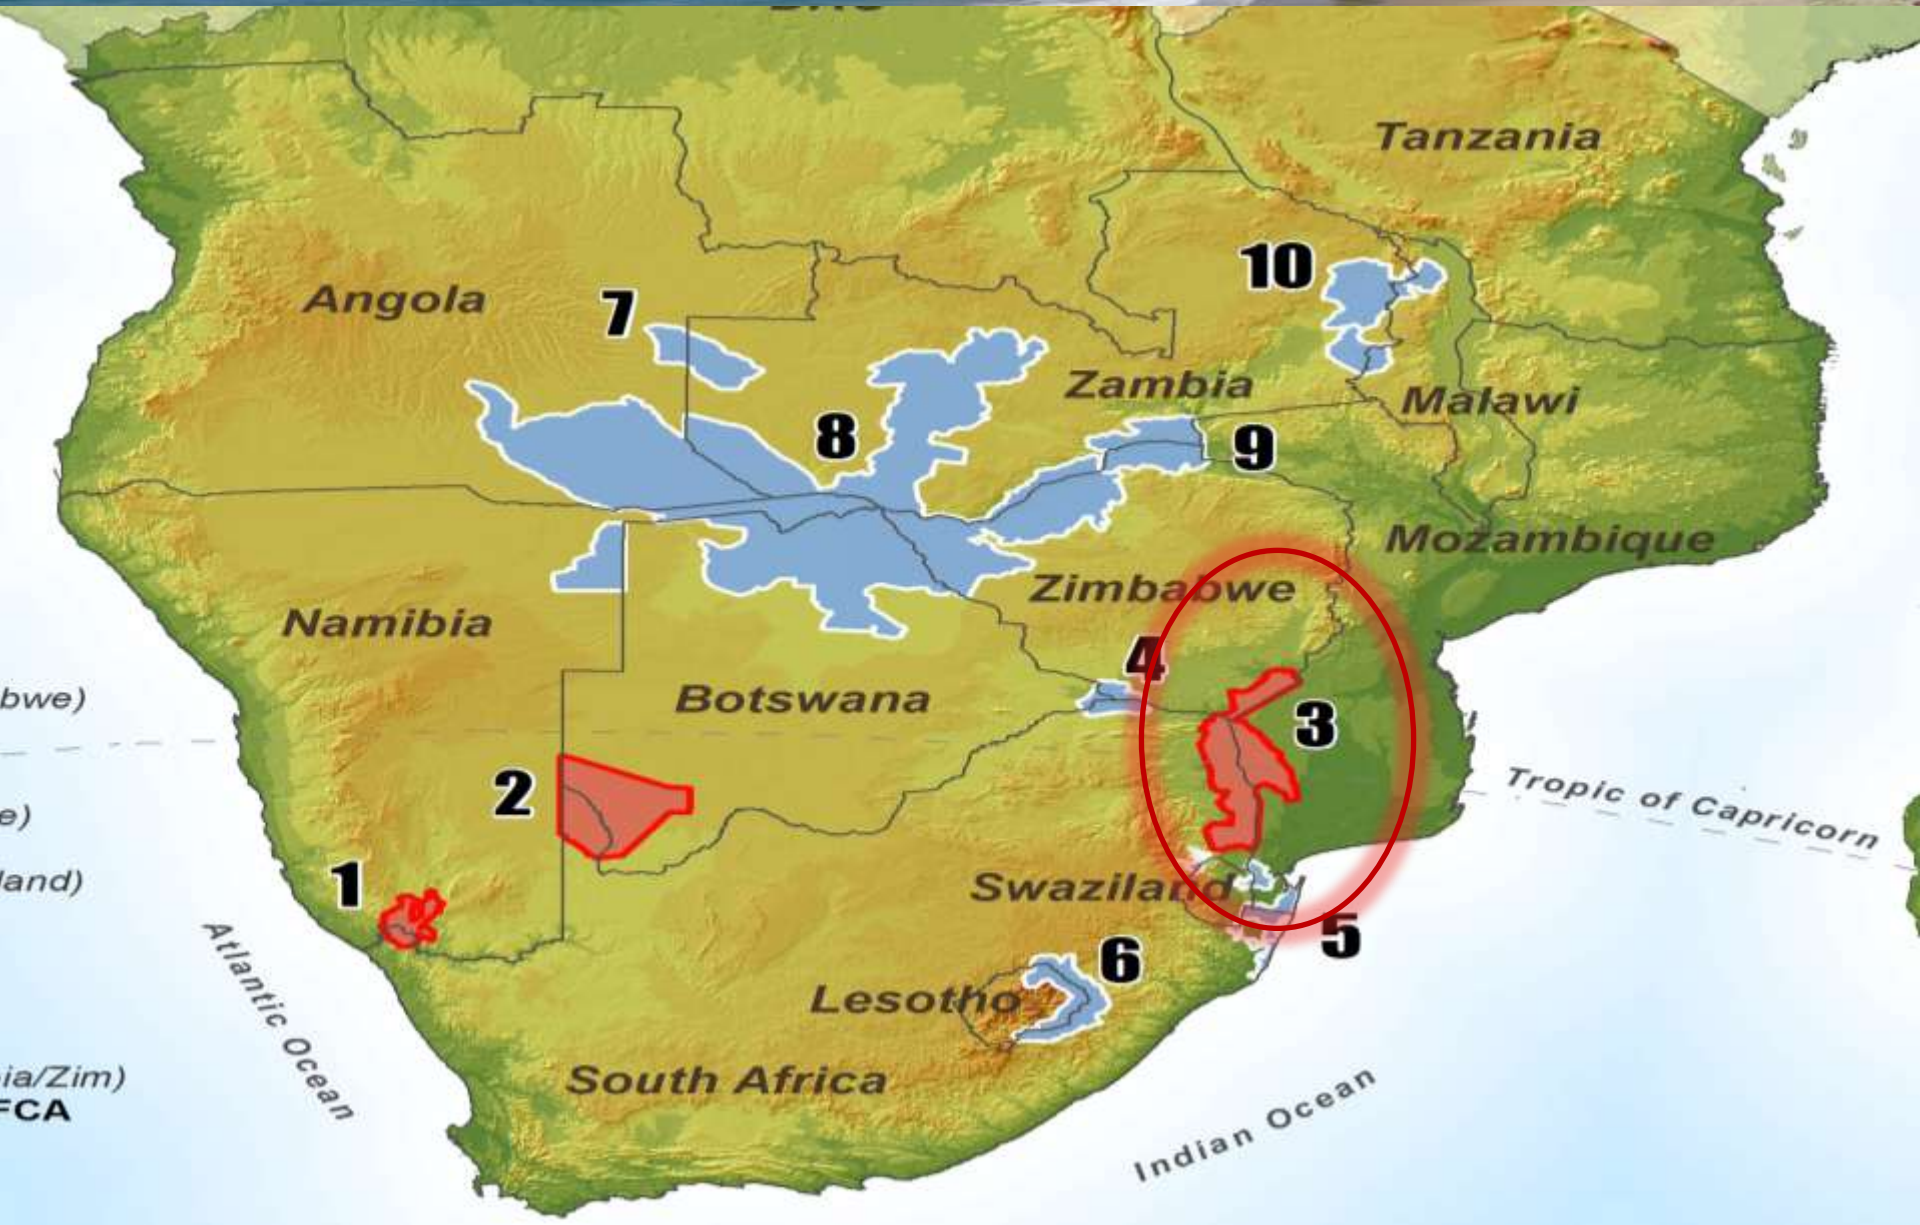 Tanzania
10
Angola
7
Zambia
Malawi
8
9
Mozambique
Zimbabwe
Namibia
4
bwe)
Botswana
3
2
Tropic of Capricorn
e)
1
land)
Swaziland
5
6
Atlantic Ocean
Lesotho
ia/Zim)
South Africa
FCA
Indian Ocean